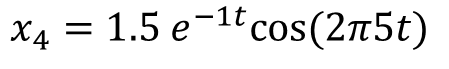 x₄ = 1.5 e⁻¹ᵗcos(2π5t)